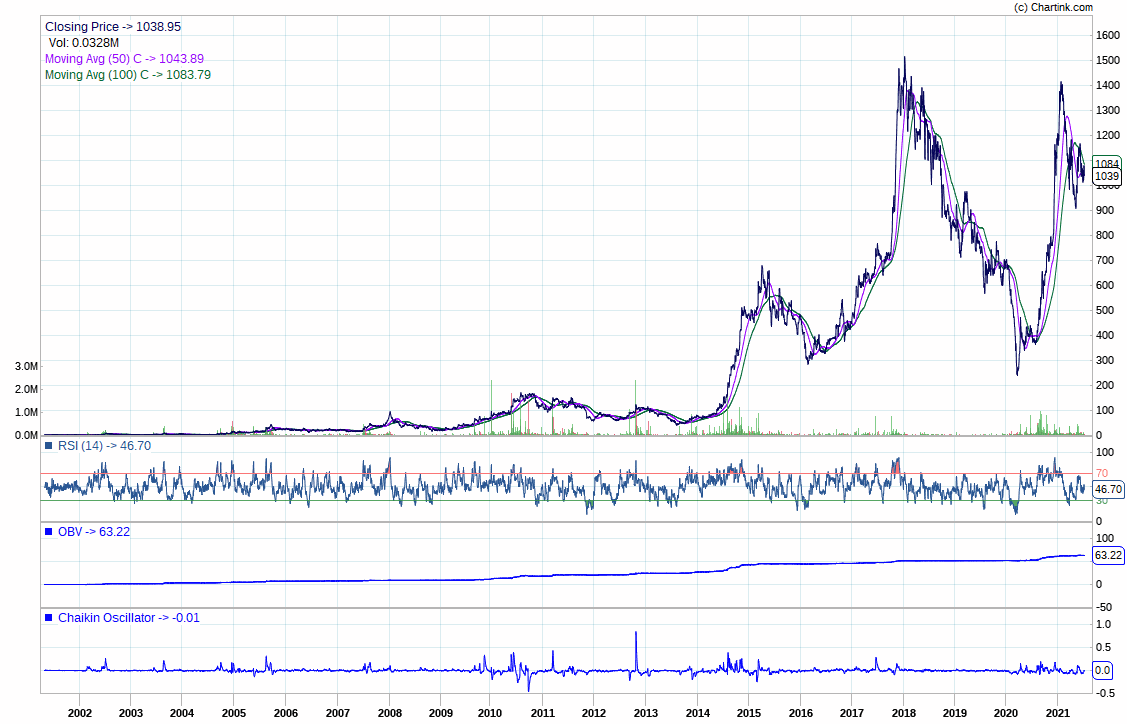 (c) Chartink.com
Closing Price -> 1038.95
Vol: 0.0328M
Moving Avg (50) C -> 1043.89
Moving Avg (100) C -> 1083.79
1600
1500
1400
1300
1200
1084
1039
1000
900
800
700
600
500
400
300
200
100
0
3.0M
2.0M
1.0M
0.0M
RSI (14) -> 46.70
100
70
46.70
30
0
OBV -> 63.22
100
63.22
0
-50
Chaikin Oscillator -> -0.01
1.0
0.5
0.0
-0.5
2002 2003 2004 2005 2006 2007 2008 2009 2010 2011 2012 2013 2014 2015 2016 2017 2018 2019 2020 2021